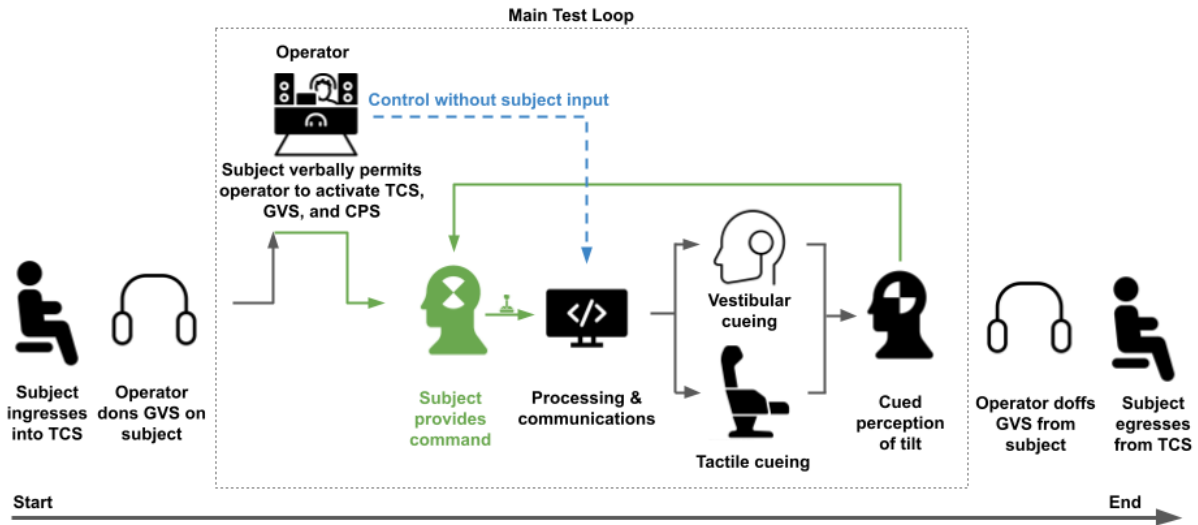 Main Test Loop
Operator
Control without subject input
Subject verbally permits
operator to activate TCS,
GVS, and CPS
</>
Vestibular
cueing
Subject
ingresses
into TCS
Operator
dons GVS on
subject
Subject
provides
command
Processing &
communications
Tactile cueing
Cued
perception
of tilt
Operator doffs
GVS from
subject
Subject
egresses
from TCS
Start
End